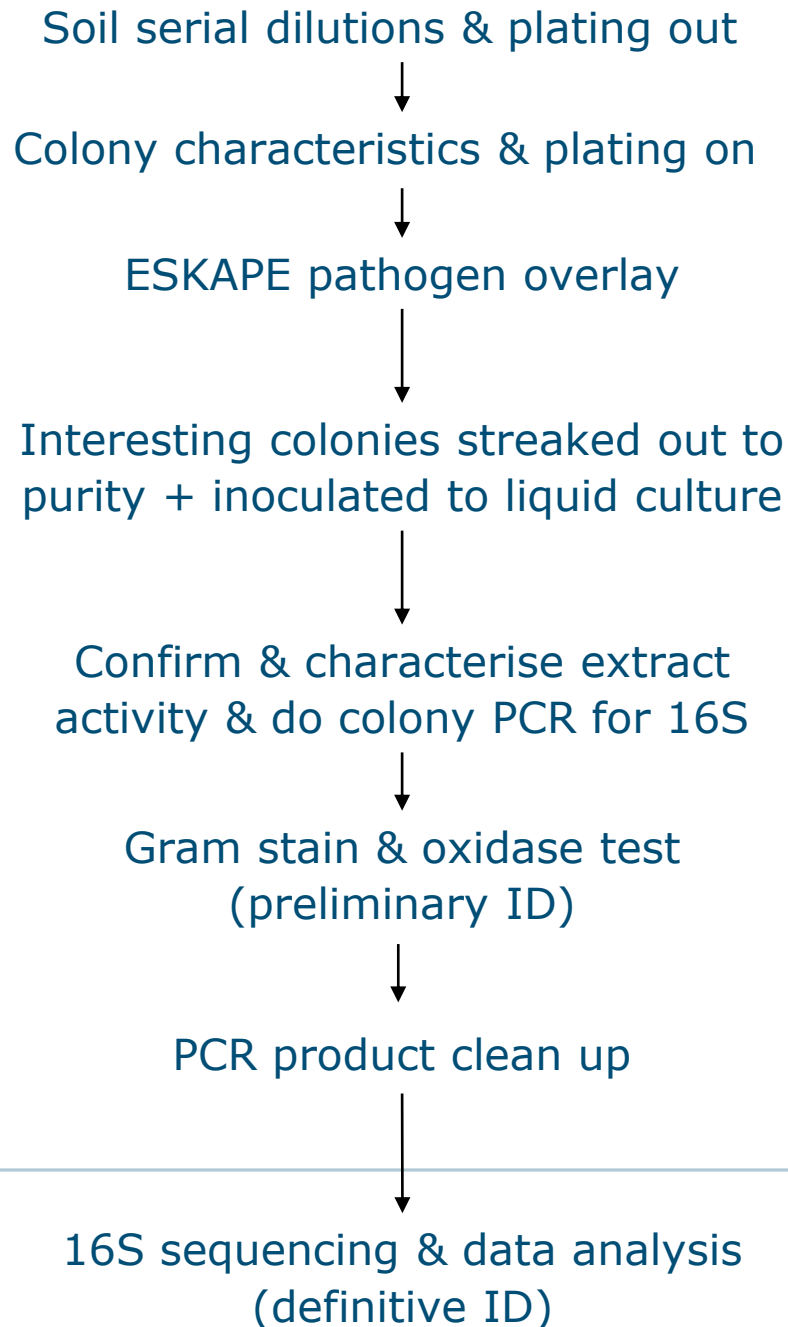 Soil serial dilutions & plating out
Colony characteristics & plating on
ESKAPE pathogen overlay
Interesting colonies streaked out to
purity + inoculated to liquid culture
Confirm & characterise extract
activity & do colony PCR for 16S
Gram stain & oxidase test
(preliminary ID)
PCR product clean up
16S sequencing & data analysis
(definitive ID)